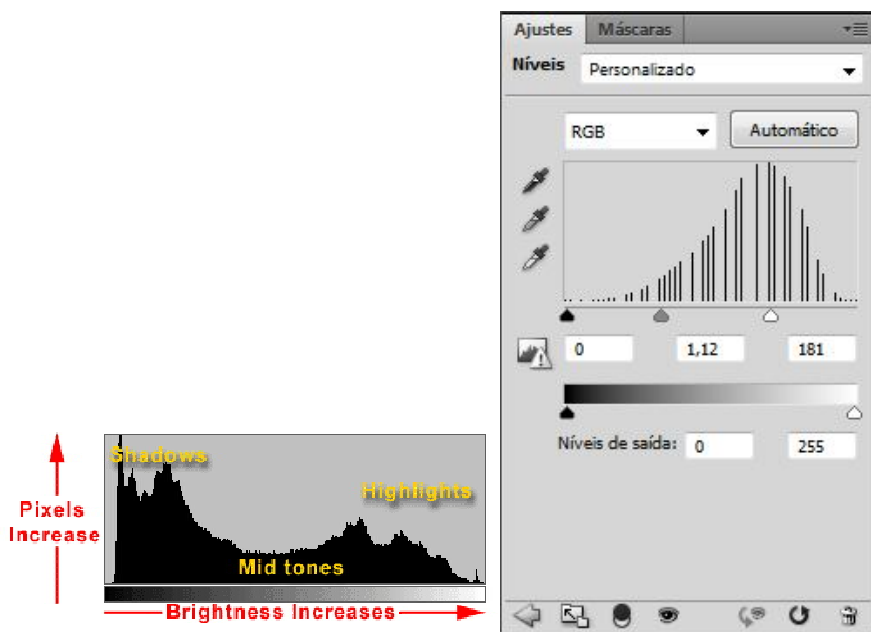 Shadows
Highlights
Pixels
Increase
Mid tones
Brightness Increases
Ajustes Máscaras
Níveis Personalizado
RGB Automático
0 1,12 181
Níveis de saída: 0 255